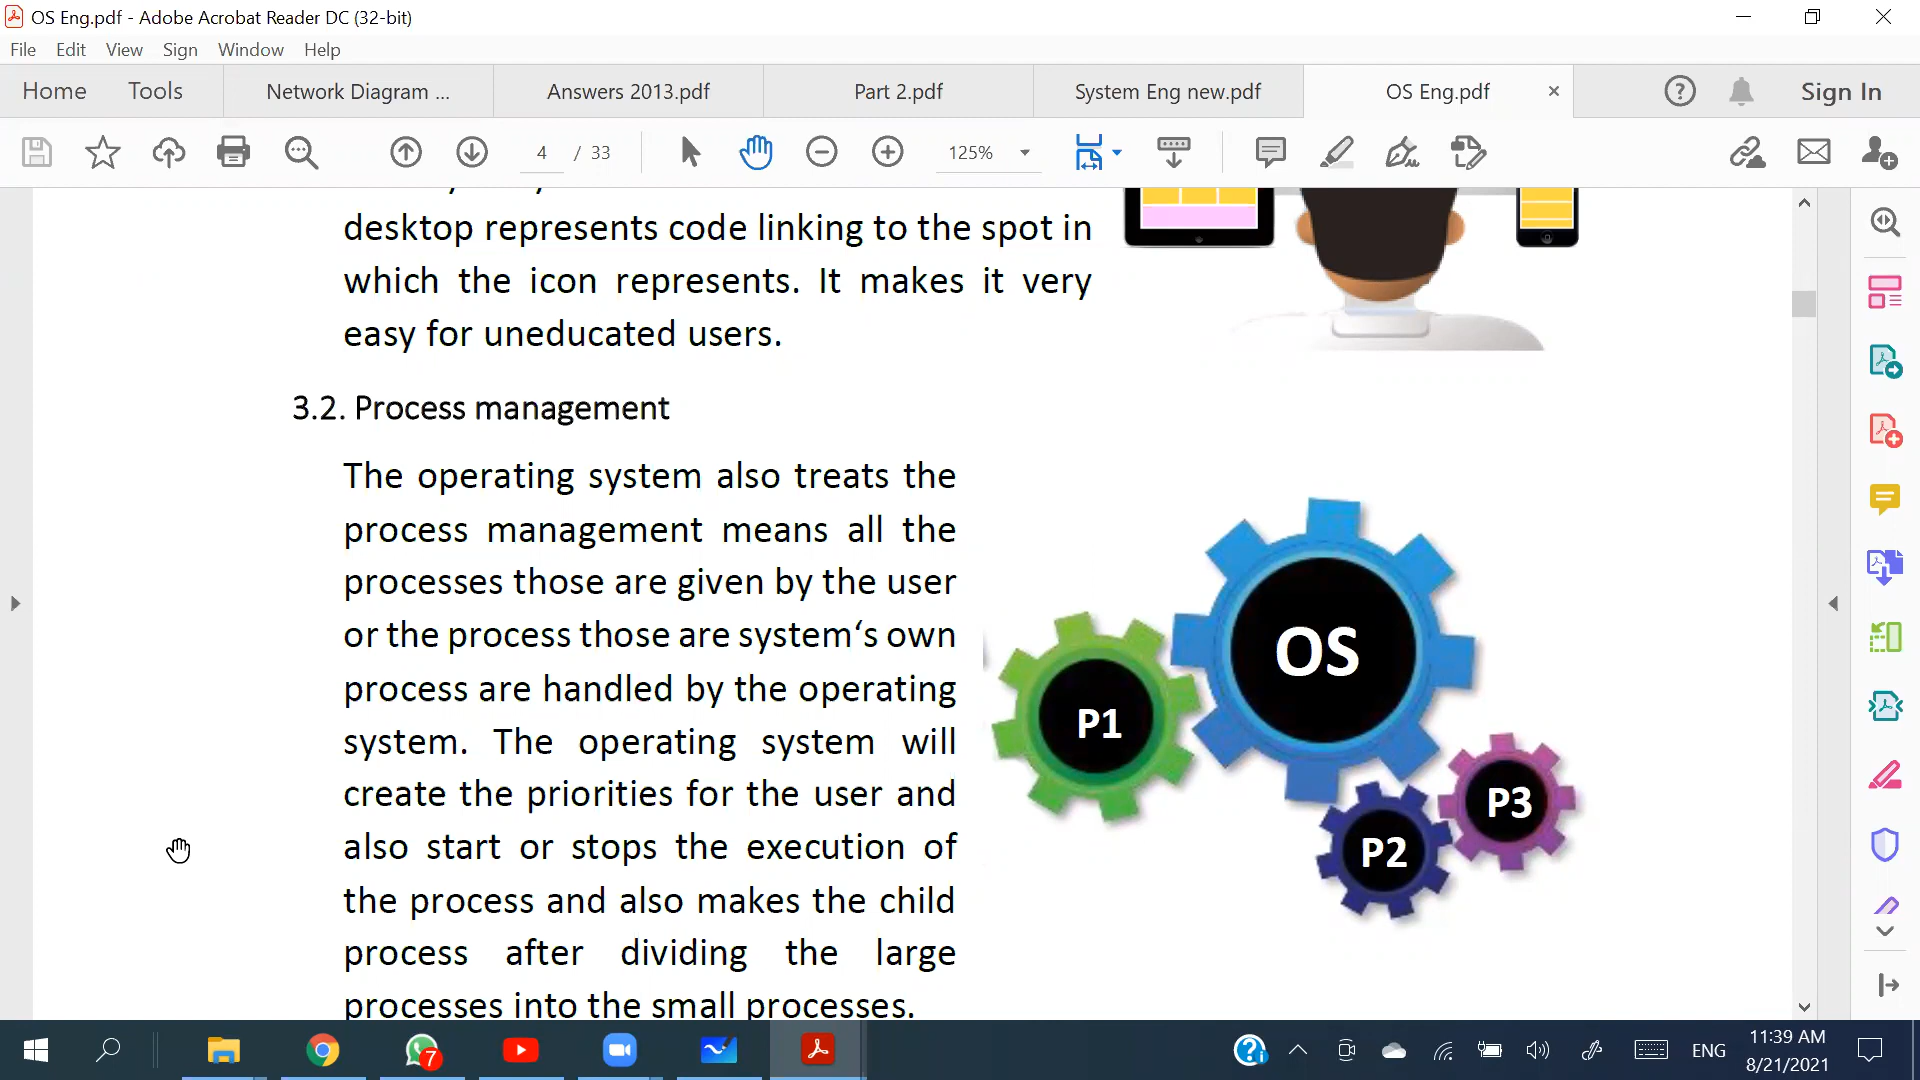 OS Eng.pdf - Adobe Acrobat Reader DC (32-bit)
File Edit View Sign Window Help
Home Tools Network Diagram ... Answers 2013.pdf Part 2.pdf System Eng new.pdf OS Eng.pdf × Sign In
4 / 33 125%
desktop represents code linking to the spot in
which the icon represents. It makes it very
easy for uneducated users.
3.2. Process management
The operating system also treats the
process management means all the
processes those are given by the user
or the process those are system‘s own
process are handled by the operating
system. The operating system will
create the priorities for the user and
also start or stops the execution of
the process and also makes the child
process after dividing the large
processes into the small processes.
OS
P1
P3
P2
7
ENG
11:39 AM
8/21/2021